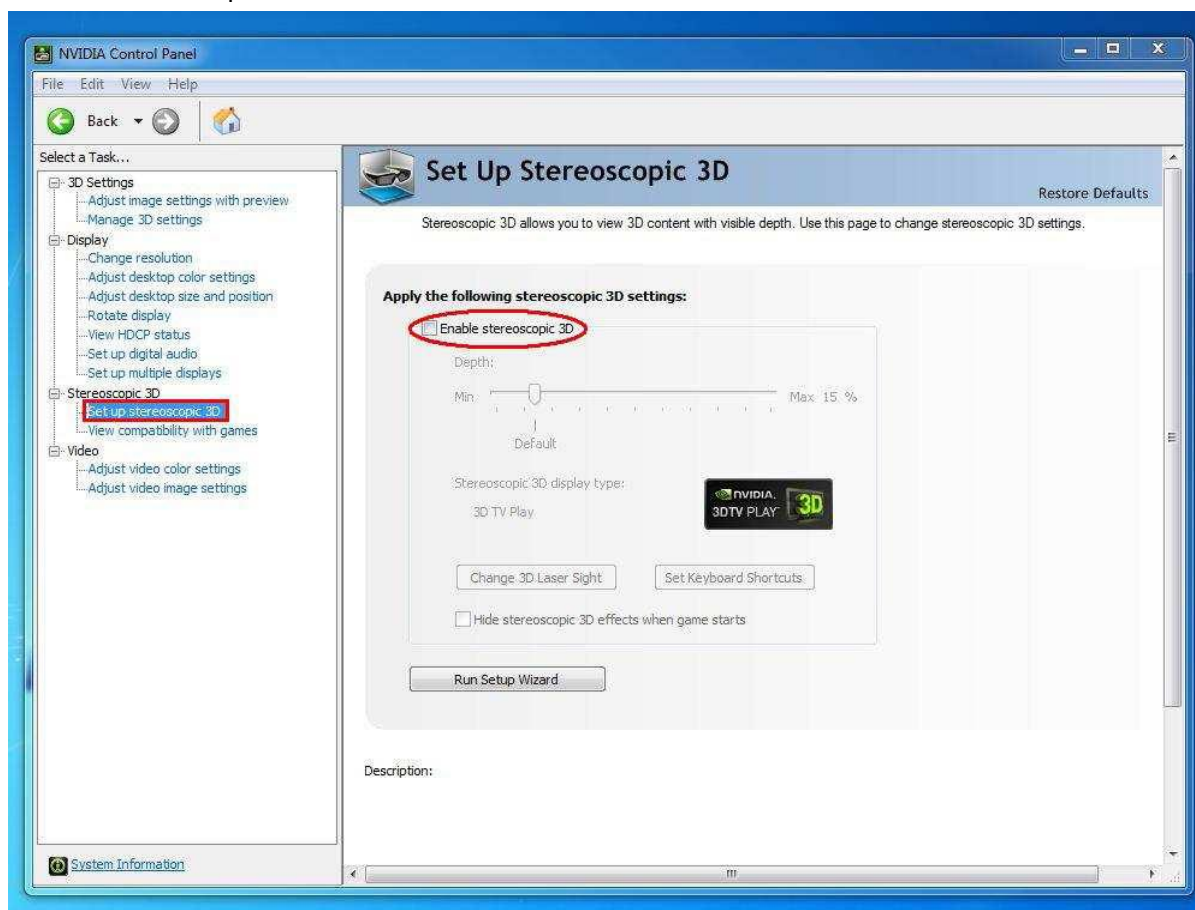 NVIDIA Control Panel
File Edit View Help
Back
Select a Task...
3D Settings
Adjust image settings with preview
Manage 3D settings
Display
Change resolution
Adjust desktop color settings
Adjust desktop size and position
Rotate display
View HDCP status
Set up digital audio
Set up multiple displays
Stereoscopic 3D
Set up stereoscopic 3D
View compatibility with games
Video
Adjust video color settings
Adjust video image settings
System Information
Set Up Stereoscopic 3D
Restore Defaults
Stereoscopic 3D allows you to view 3D content with visible depth. Use this page to change stereoscopic 3D settings.
Apply the following stereoscopic 3D settings:
Enable stereoscopic 3D
Depth:
Min Max 15 %
Default
Stereoscopic 3D display type:
3D TV Play
NVIDIA.
3DTV PLAY 3D
Change 3D Laser Sight Set Keyboard Shortcuts
Hide stereoscopic 3D effects when game starts
Run Setup Wizard
Description: